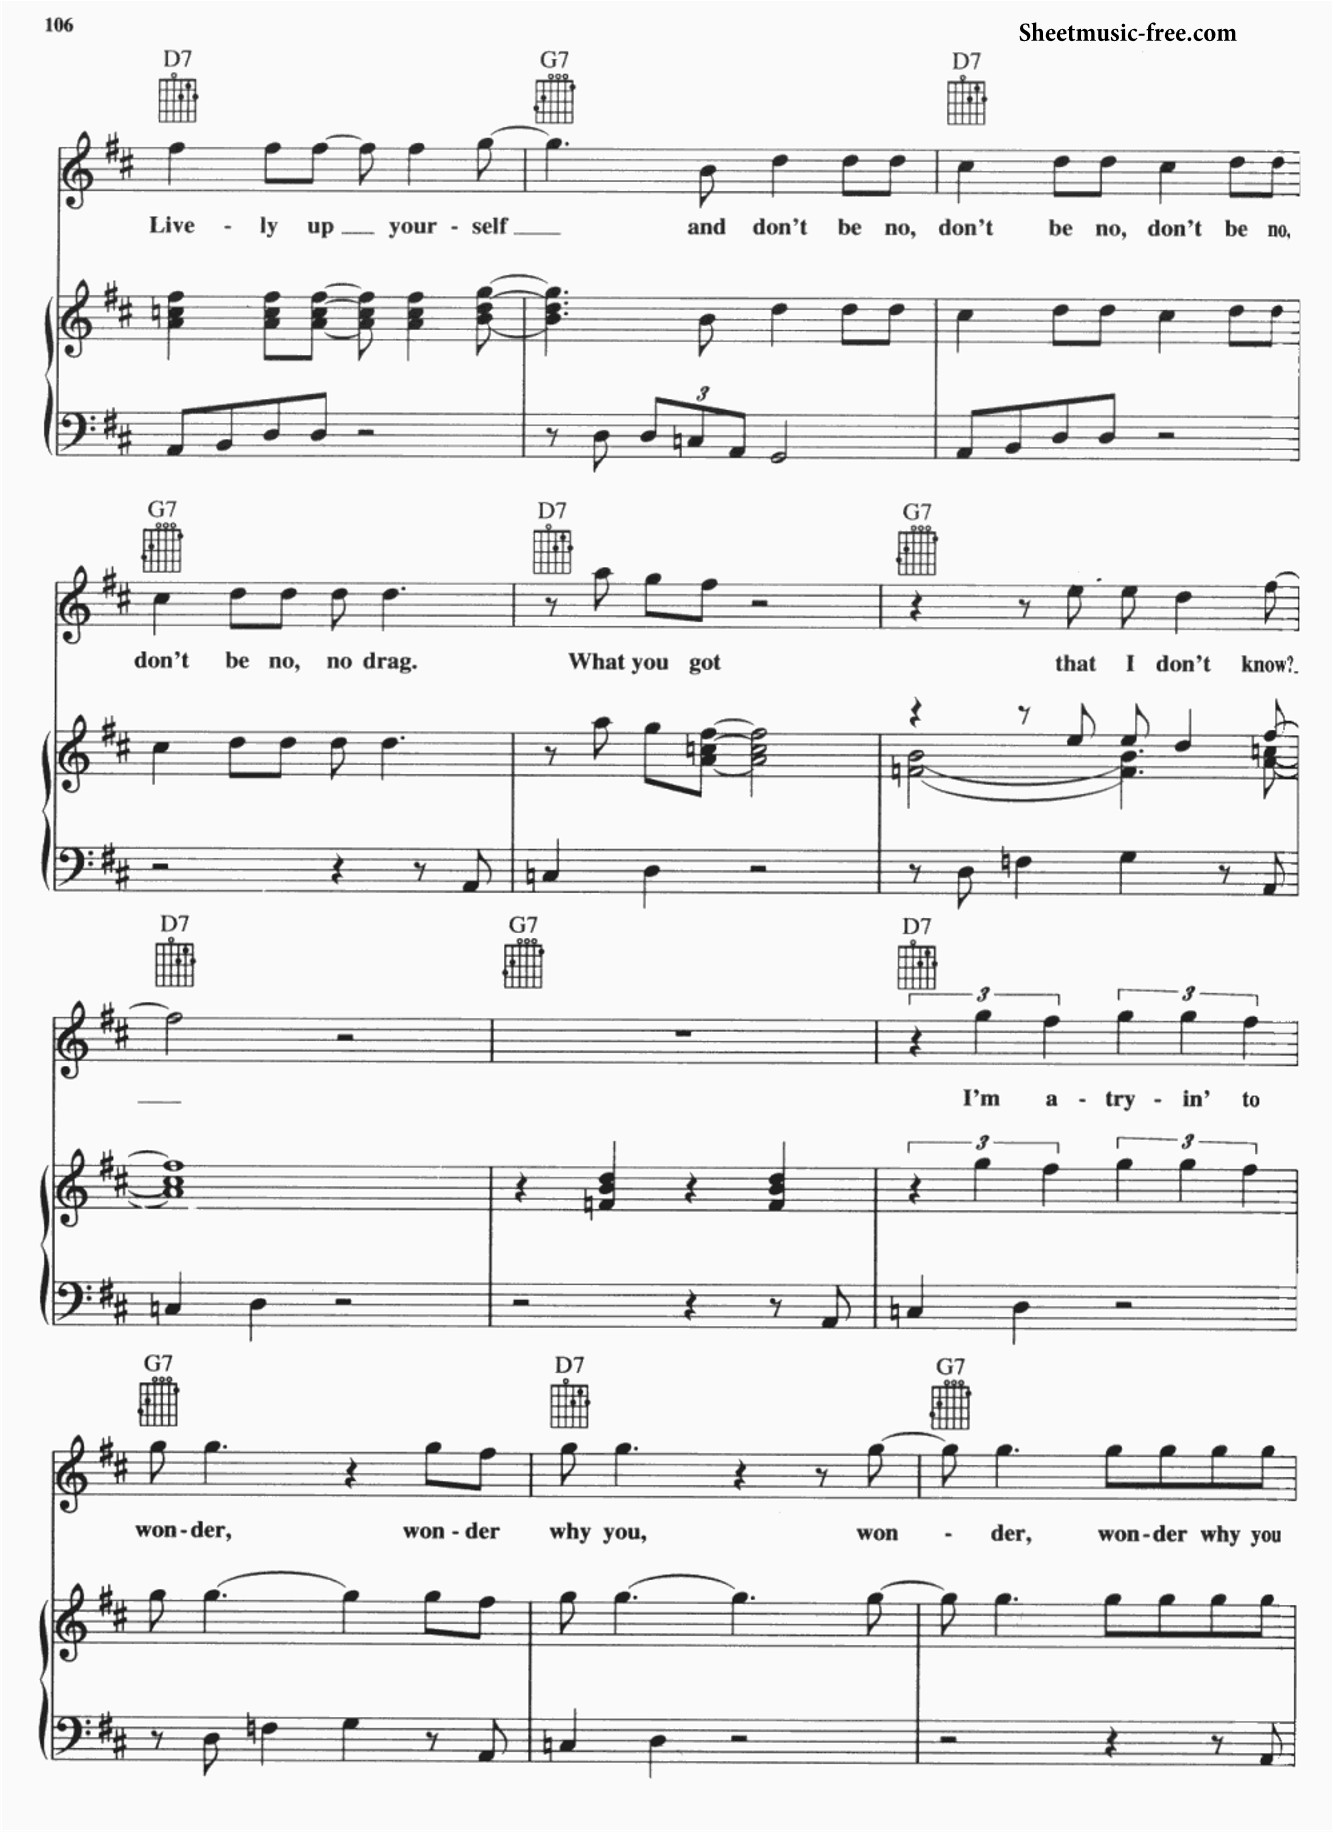 106
Sheetmusic-free.com
D7 G7 D7
3
Live - ly up your - self and don't be no, don't be no, don't be no,
3
G7 D7 G7
don't be no, no drag. What you got that I don't know?
D7 G7 D7
3 3
I'm a - try - in' to
3 3
G7 D7 G7
won - der, won - der why you, won - der, won - der why you